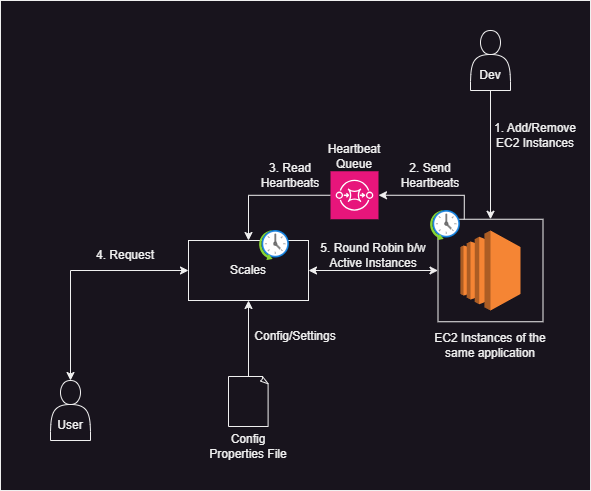 Dev
1. Add/Remove
EC2 Instances
Heartbeat
Queue
3. Read
Heartbeats
2. Send
Heartbeats
4. Request
Scales
5. Round Robin b/w
Active Instances
EC2 Instances of the
same application
Config/Settings
User
Config
Properties File